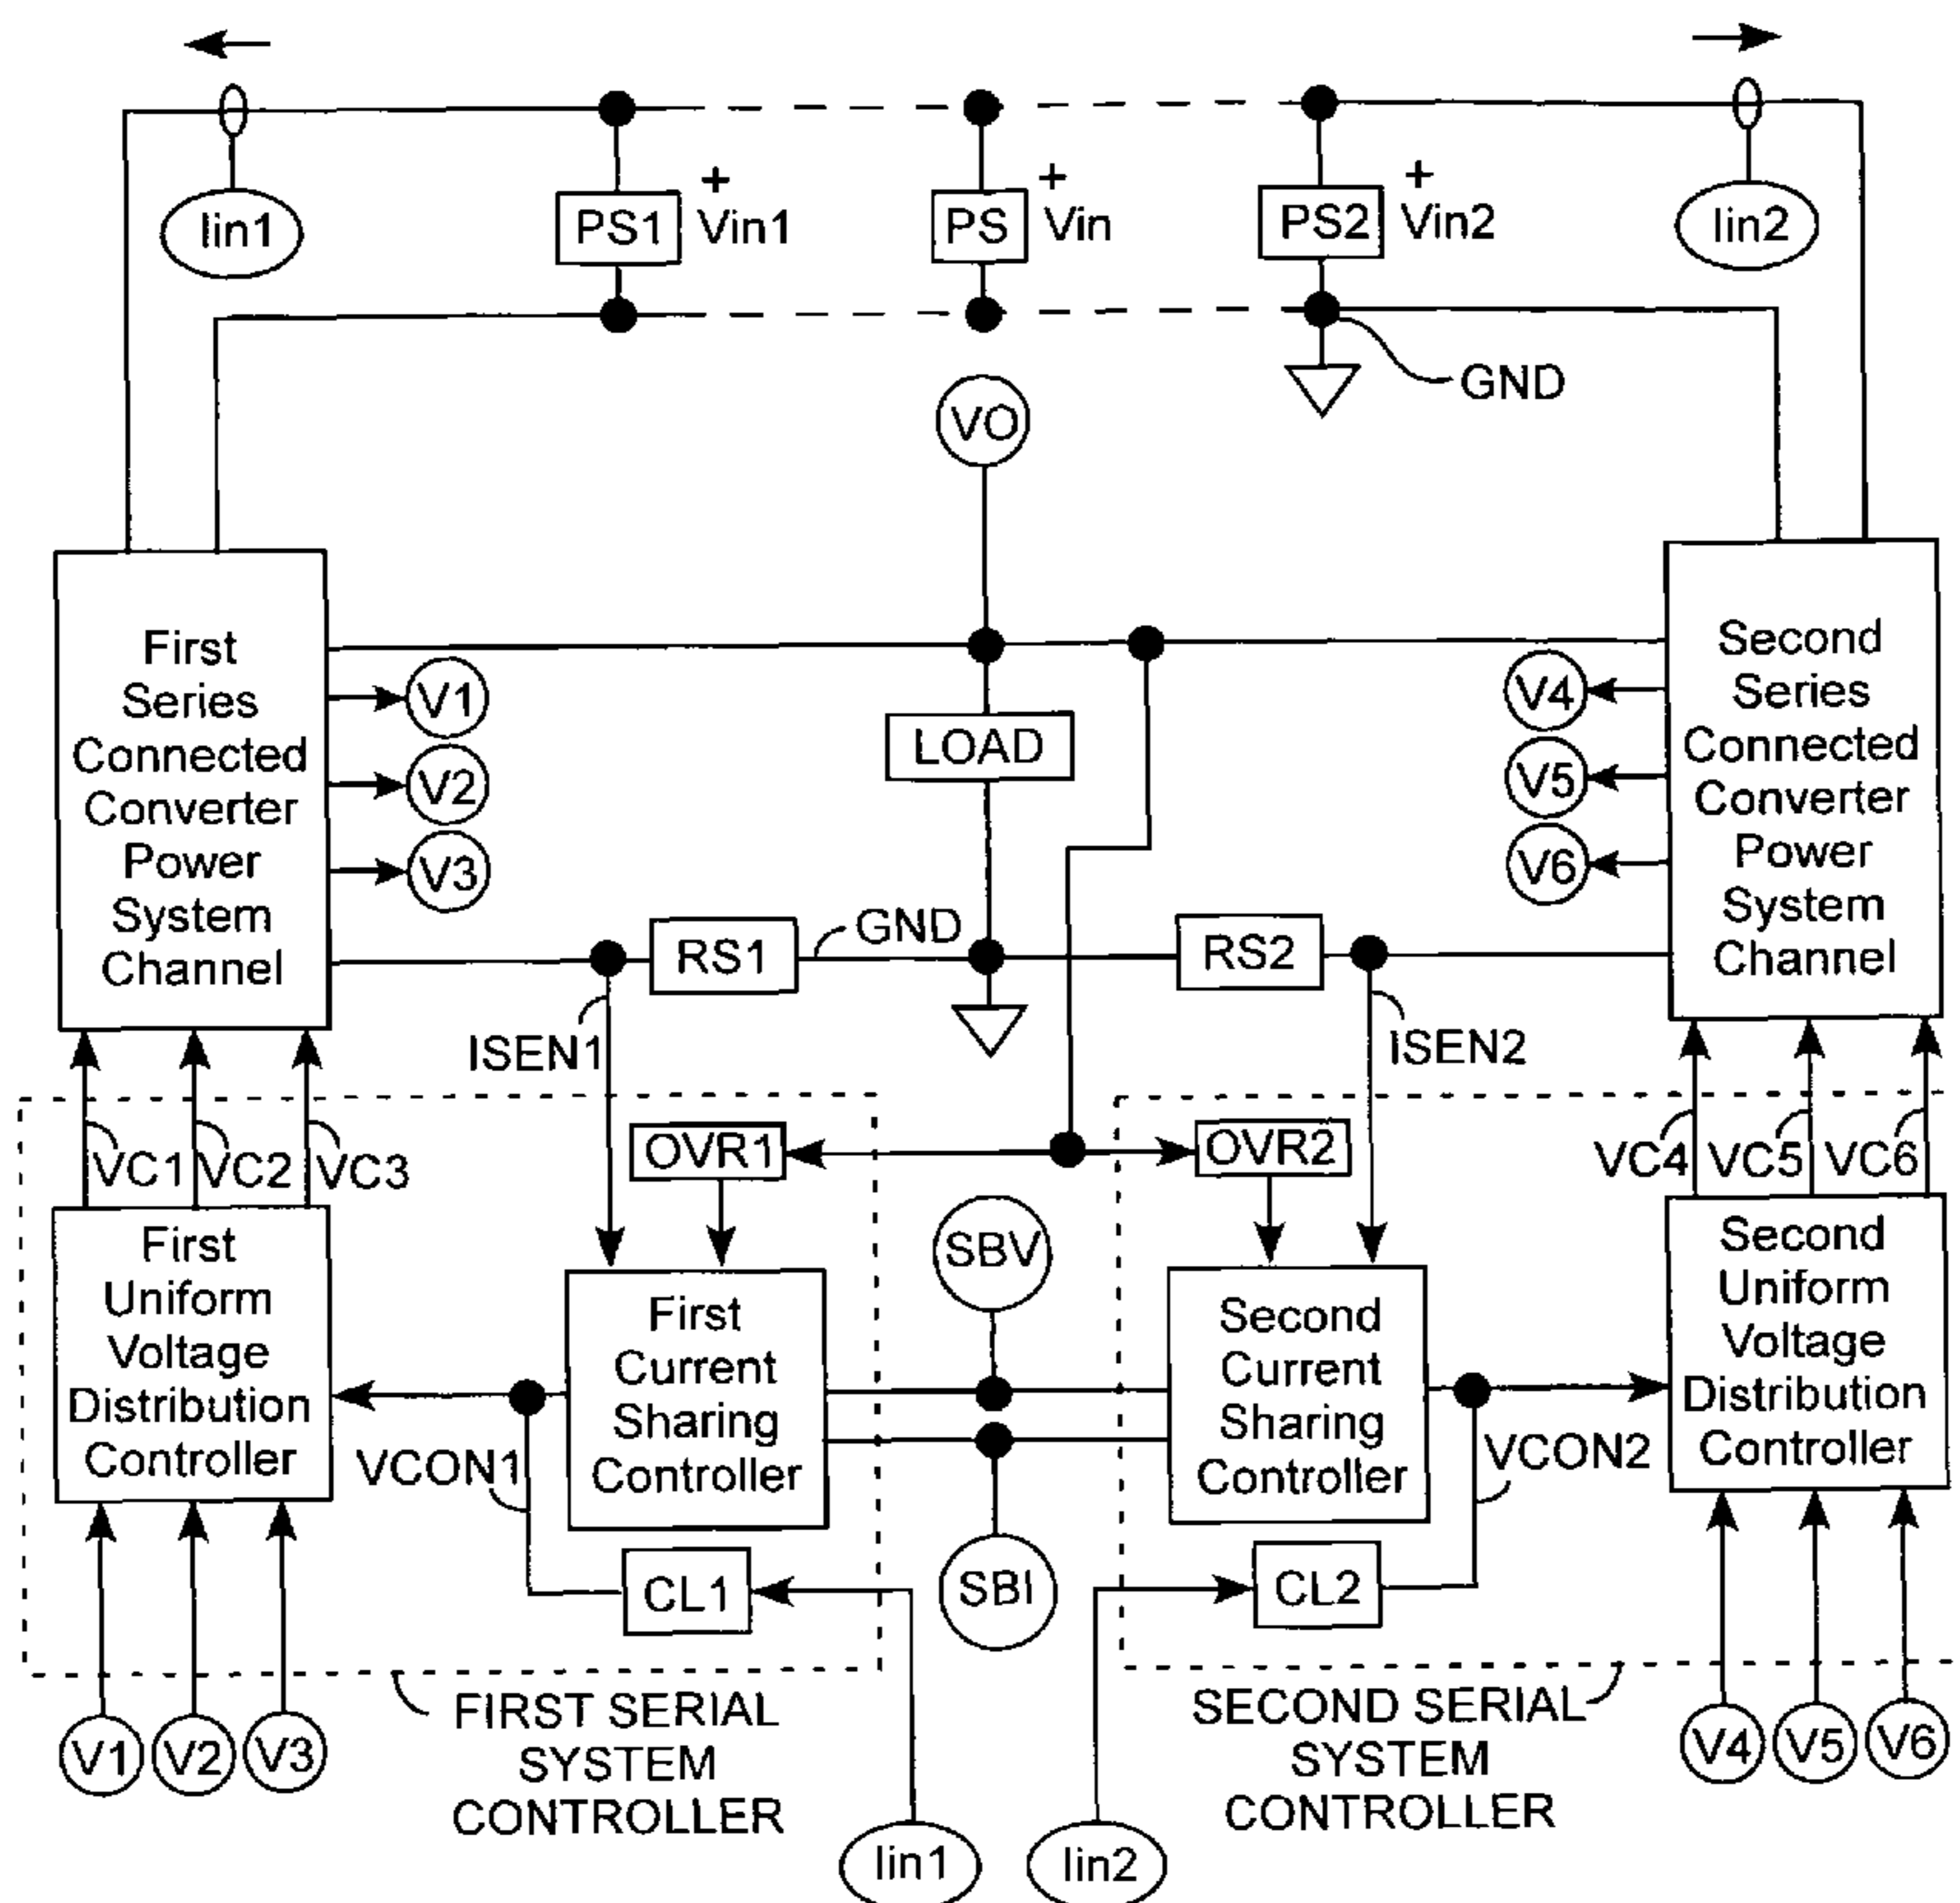 Iin1
PS1
+
Vin1
PS
+
Vin
PS2
+
Vin2
Iin2
GND
VO
First
Series
Connected
Converter
Power
System
Channel
V1
V2
V3
LOAD
V4
V5
V6
Second
Series
Connected
Converter
Power
System
Channel
RS1
GND
RS2
ISEN1
ISEN2
OVR1
OVR2
VC1
VC2
VC3
VC4
VC5
VC6
First
Uniform
Voltage
Distribution
Controller
First
Current
Sharing
Controller
SBV
Second
Current
Sharing
Controller
Second
Uniform
Voltage
Distribution
Controller
VCON1
VCON2
CL1
SBI
CL2
V1
V2
V3
FIRST SERIAL
SYSTEM
CONTROLLER
SECOND SERIAL
SYSTEM
CONTROLLER
V4
V5
V6
Iin1
Iin2